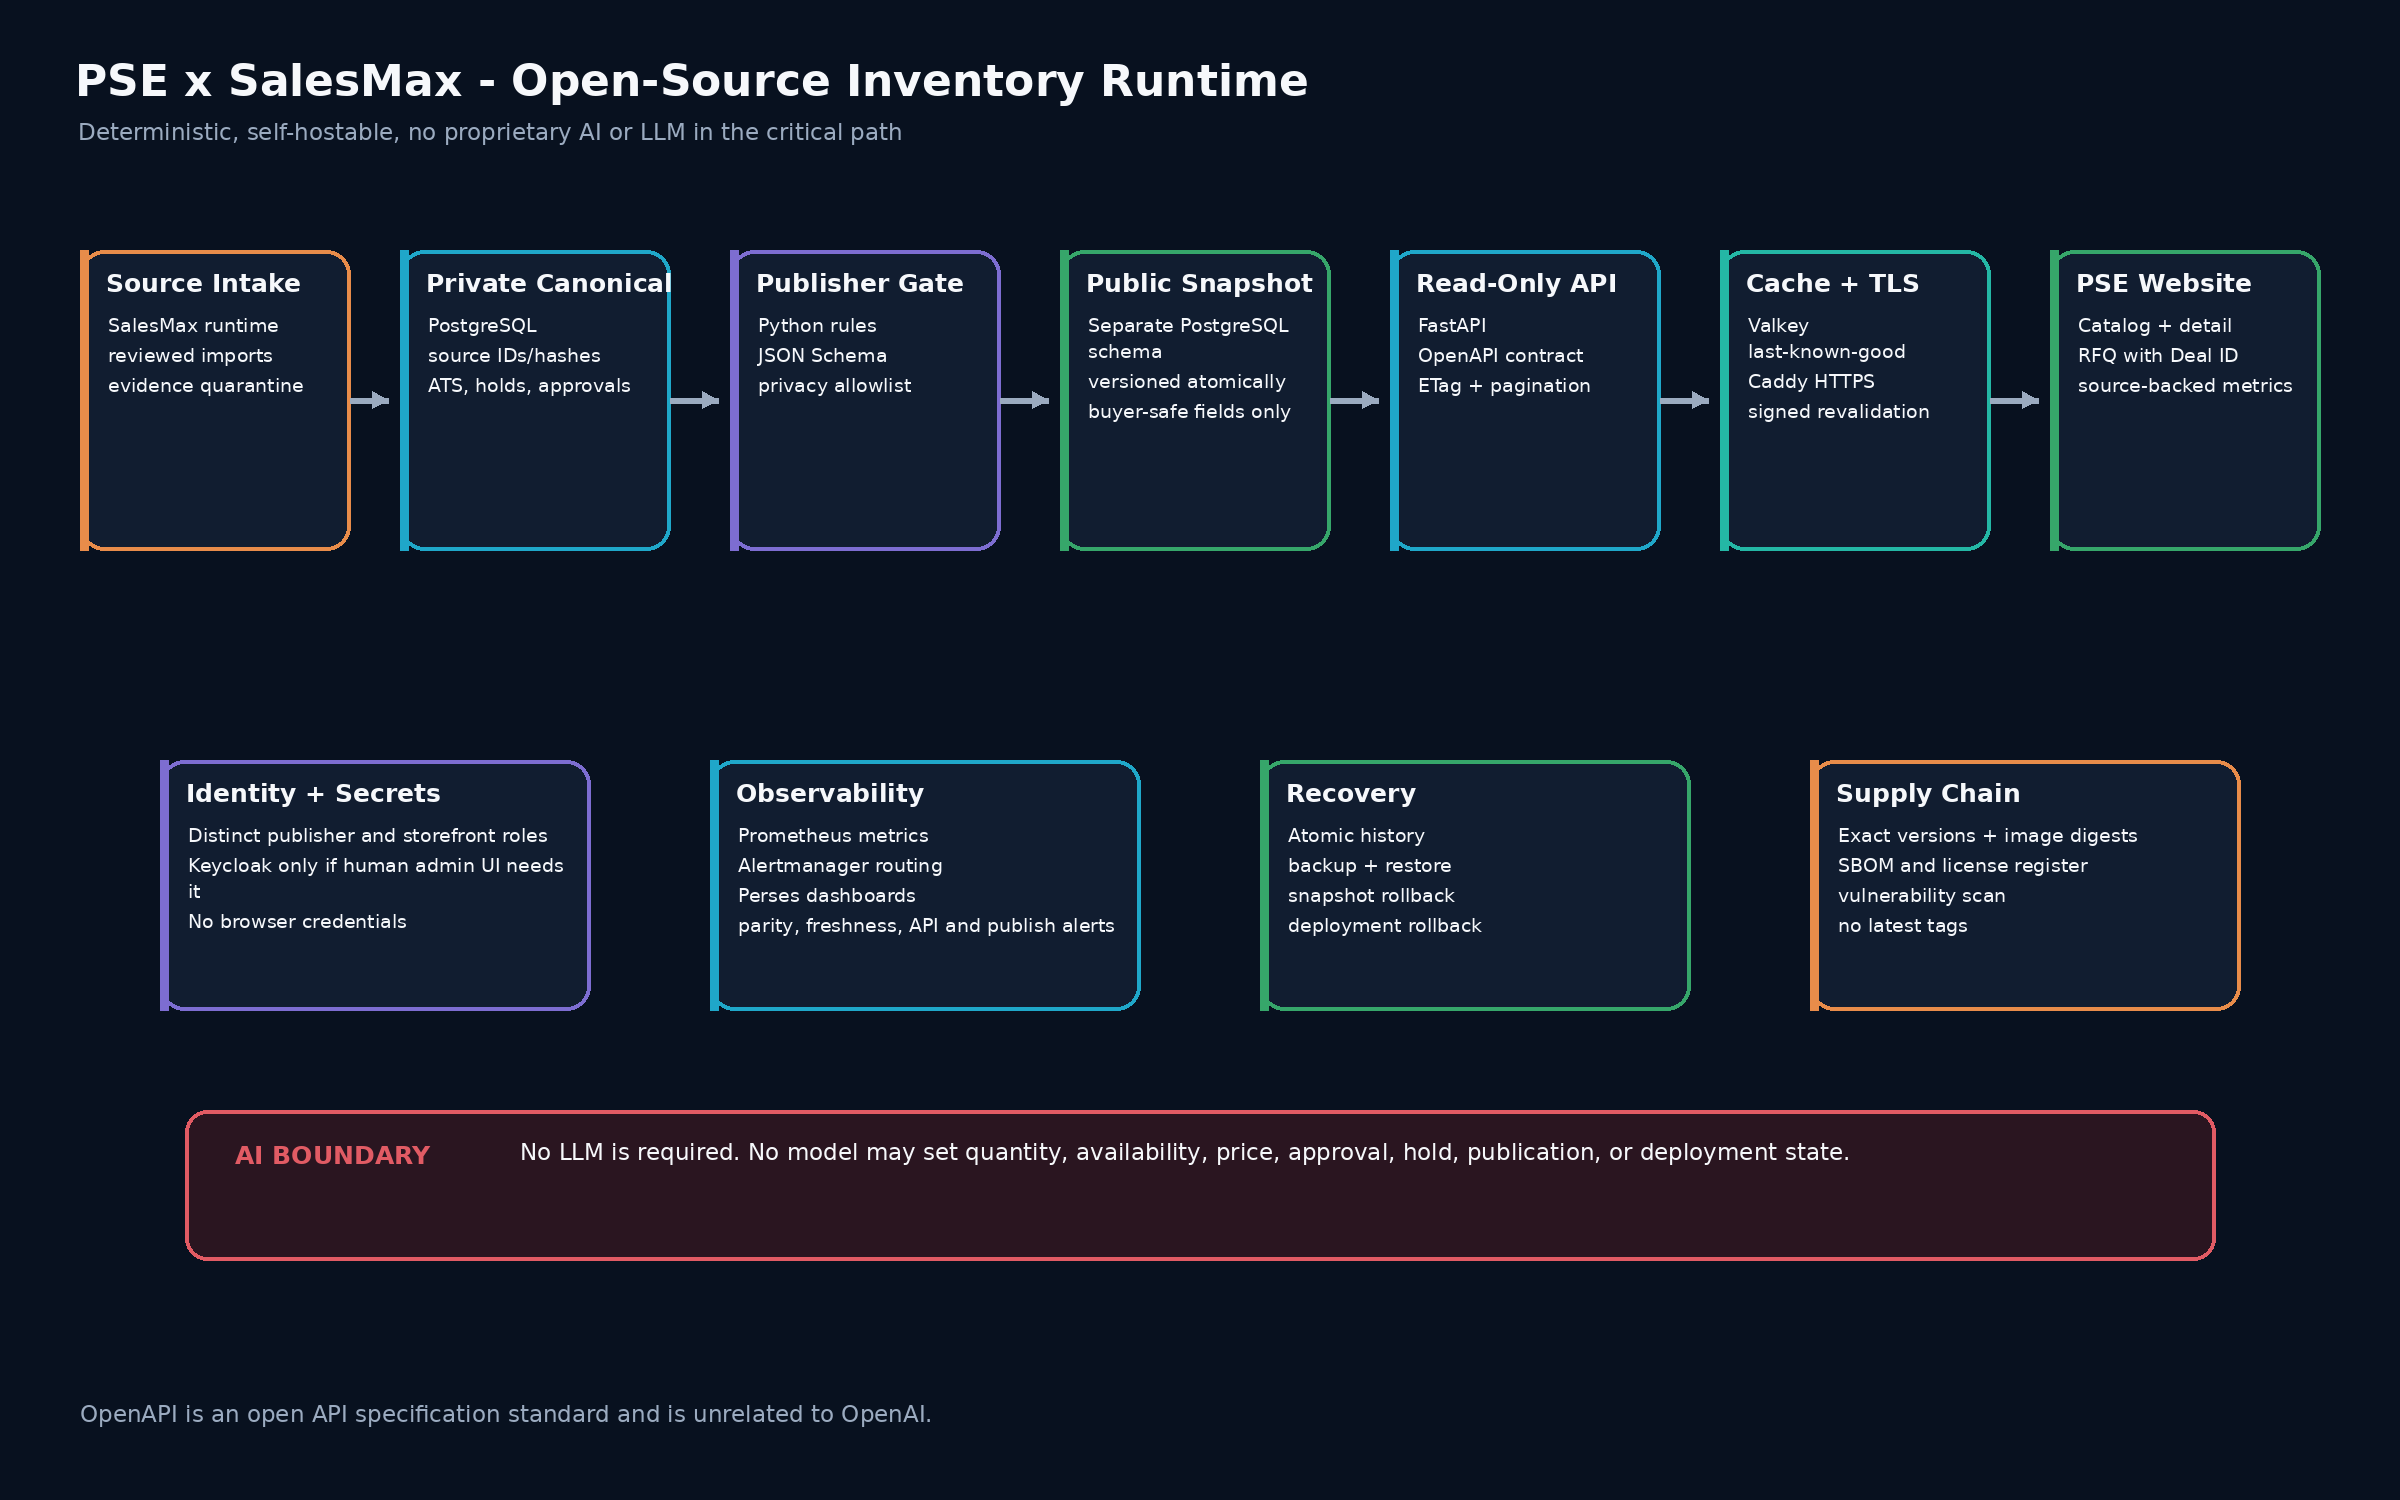 PSE x SalesMax - Open-Source Inventory Runtime
Deterministic, self-hostable, no proprietary AI or LLM in the critical path
Source Intake
SalesMax runtime
reviewed imports
evidence quarantine
Private Canonical
PostgreSQL
source IDs/hashes
ATS, holds, approvals
Publisher Gate
Python rules
JSON Schema
privacy allowlist
Public Snapshot
Separate PostgreSQL
schema
versioned atomically
buyer-safe fields only
Read-Only API
FastAPI
OpenAPI contract
ETag + pagination
Cache + TLS
Valkey
last-known-good
Caddy HTTPS
signed revalidation
PSE Website
Catalog + detail
RFQ with Deal ID
source-backed metrics
Identity + Secrets
Distinct publisher and storefront roles
Keycloak only if human admin UI needs
it
No browser credentials
Observability
Prometheus metrics
Alertmanager routing
Perses dashboards
parity, freshness, API and publish alerts
Recovery
Atomic history
backup + restore
snapshot rollback
deployment rollback
Supply Chain
Exact versions + image digests
SBOM and license register
vulnerability scan
no latest tags
AI BOUNDARY
No LLM is required. No model may set quantity, availability, price, approval, hold, publication, or deployment state.
OpenAPI is an open API specification standard and is unrelated to OpenAI.